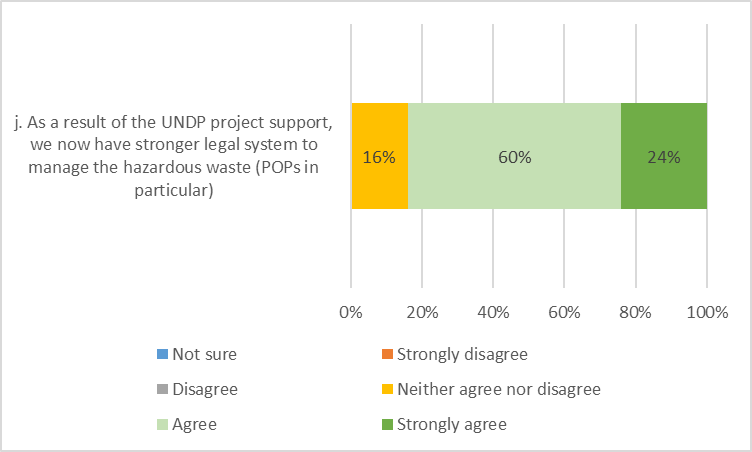 j. As a result of the UNDP project support,
we now have stronger legal system to
manage the hazardous waste (POPs in
particular)
16%
60%
24%
0%
20%
40%
60%
80%
100%
Not sure
Strongly disagree
Disagree
Neither agree nor disagree
Agree
Strongly agree